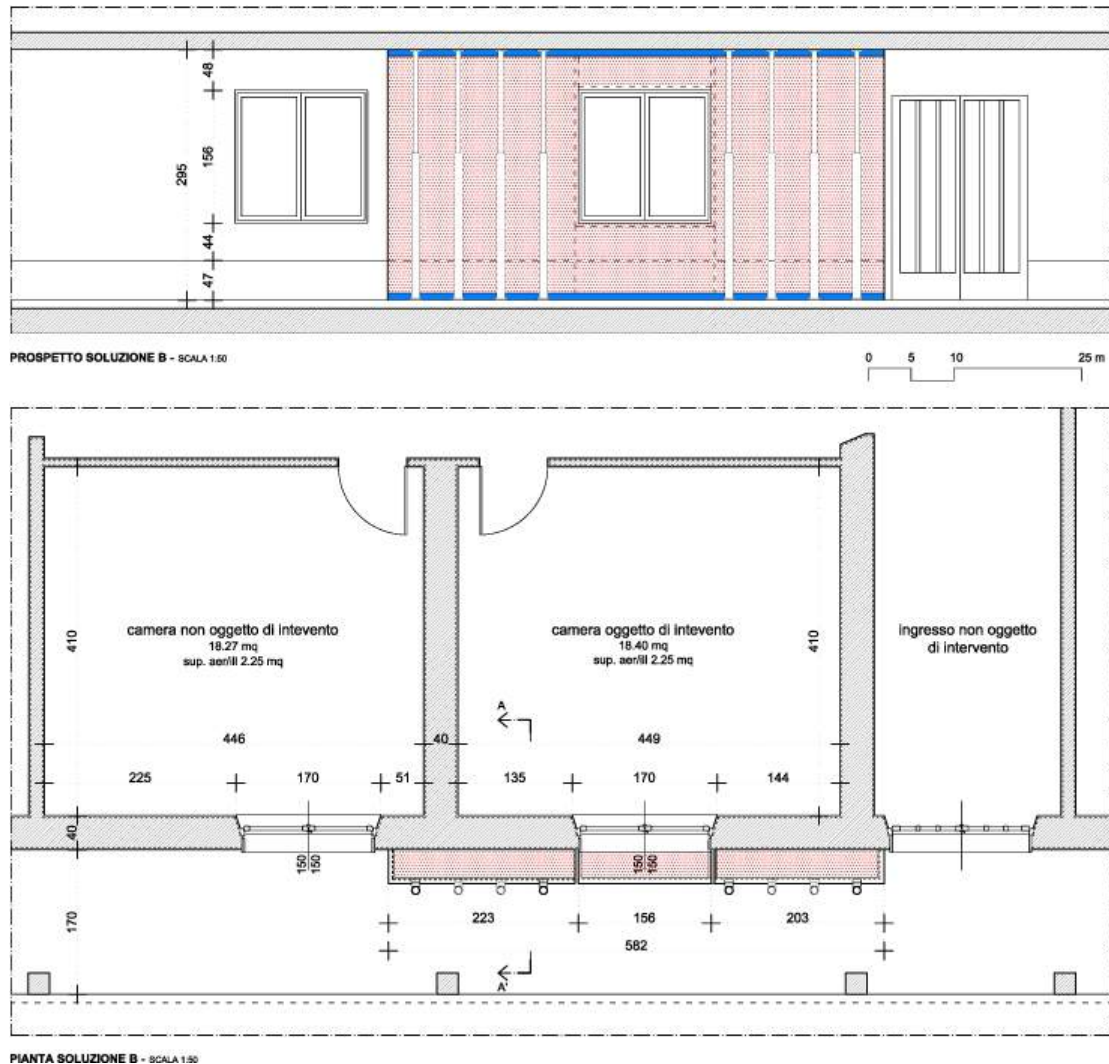 48
156
295
44
47
PROSPETTO SOLUZIONE B - SCALA 1:50
0 5 10 25 m
camera non oggetto di intevento
18.27 mq
sup. aer/ill 2.25 mq
camera oggetto di intevento
18.40 mq
sup. aer/ill 2.25 mq
ingresso non oggetto
di intervento
410
410
A
446
40
449
225
170
51
135
170
144
40
150
150
150
150
170
223
156
203
582
A'
PIANTA SOLUZIONE B - SCALA 1:50